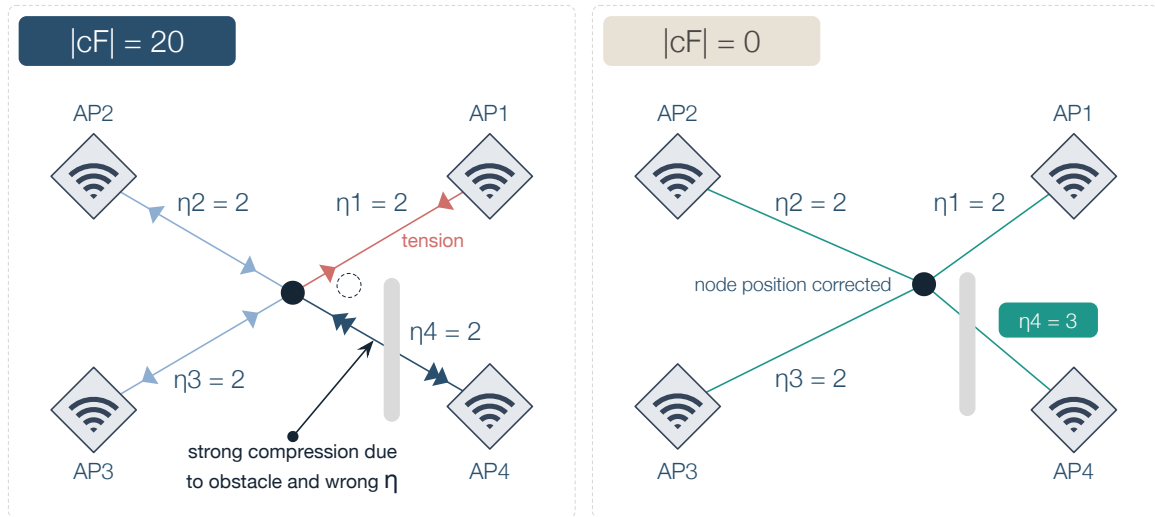 |cF| = 20
AP2
AP1
η2 = 2
η1 = 2
tension
η4 = 2
η3 = 2
strong compression due
to obstacle and wrong η
AP3
AP4
|cF| = 0
AP2
AP1
η2 = 2
η1 = 2
node position corrected
η4 = 3
η3 = 2
AP3
AP4